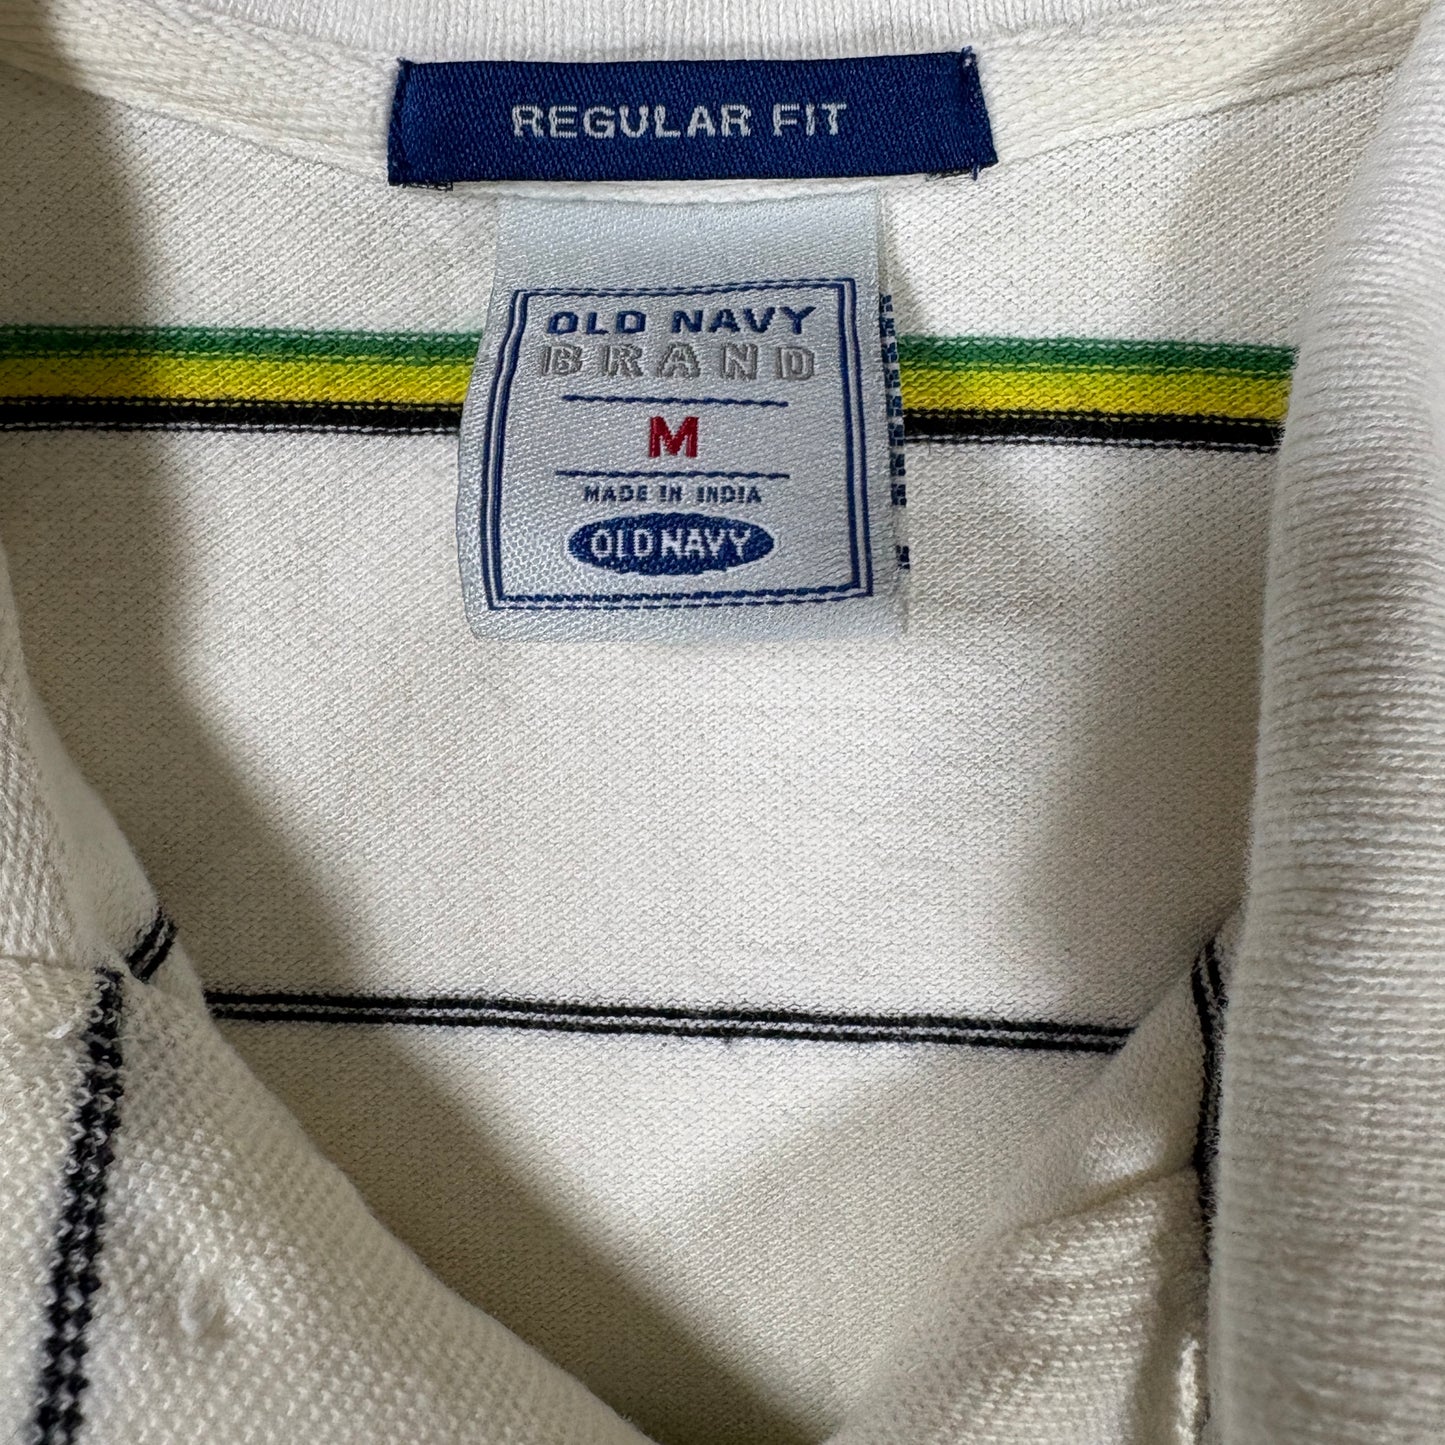 REGULAR FIT
OLD NAVY
BRAND
M
MADE IN INDIA
OLD NAVY